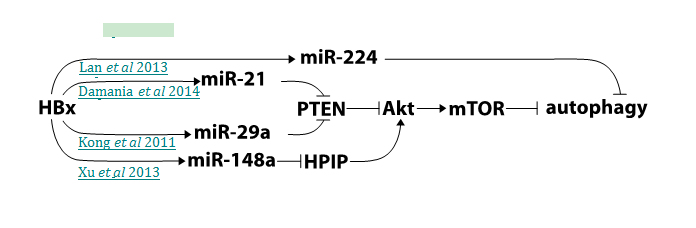 miR-224
Lan et al 2013
miR-21
Damania et al 2014
HBx
PTEN
Akt
mTOR
autophagy
miR-29a
Kong et al 2011
miR-148a
HPIP
Xu et al 2013